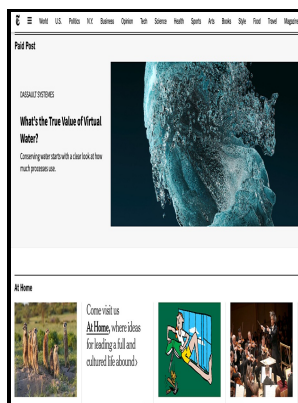 World U.S. Politics N.Y. Business Opinion Tech Science Health Sports Arts Books Style Food Travel Magazine
Paid Post
DASSAULT SYSTEMES
What's the True Value of Virtual
Water?
Conserving water starts with a clear look at how
much processes use.
At Home
Come visit us
At Home, where ideas
for leading a full and
cultured life abound›